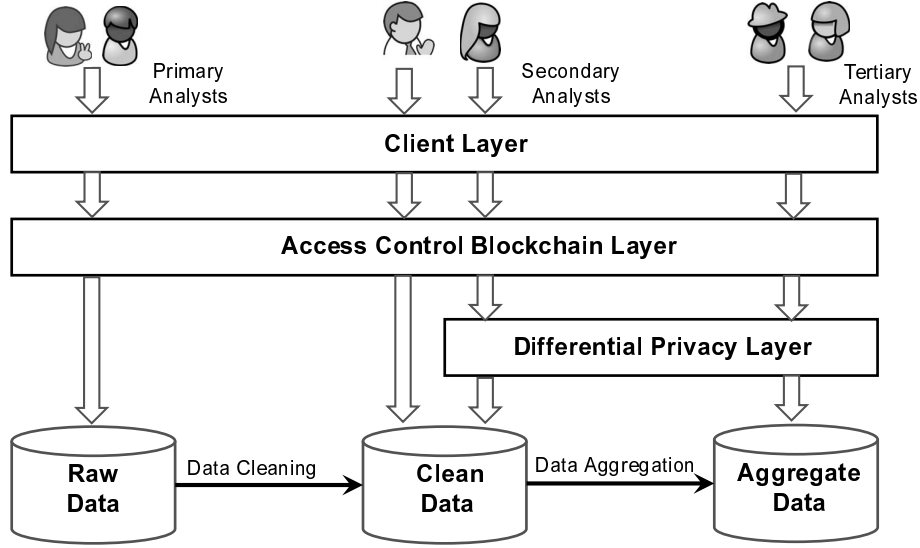 Primary
Analysts
Secondary
Analysts
Tertiary
Analysts
Client Layer
Access Control Blockchain Layer
Differential Privacy Layer
Raw
Data
Data Cleaning
Clean
Data
Data Aggregation
Aggregate
Data